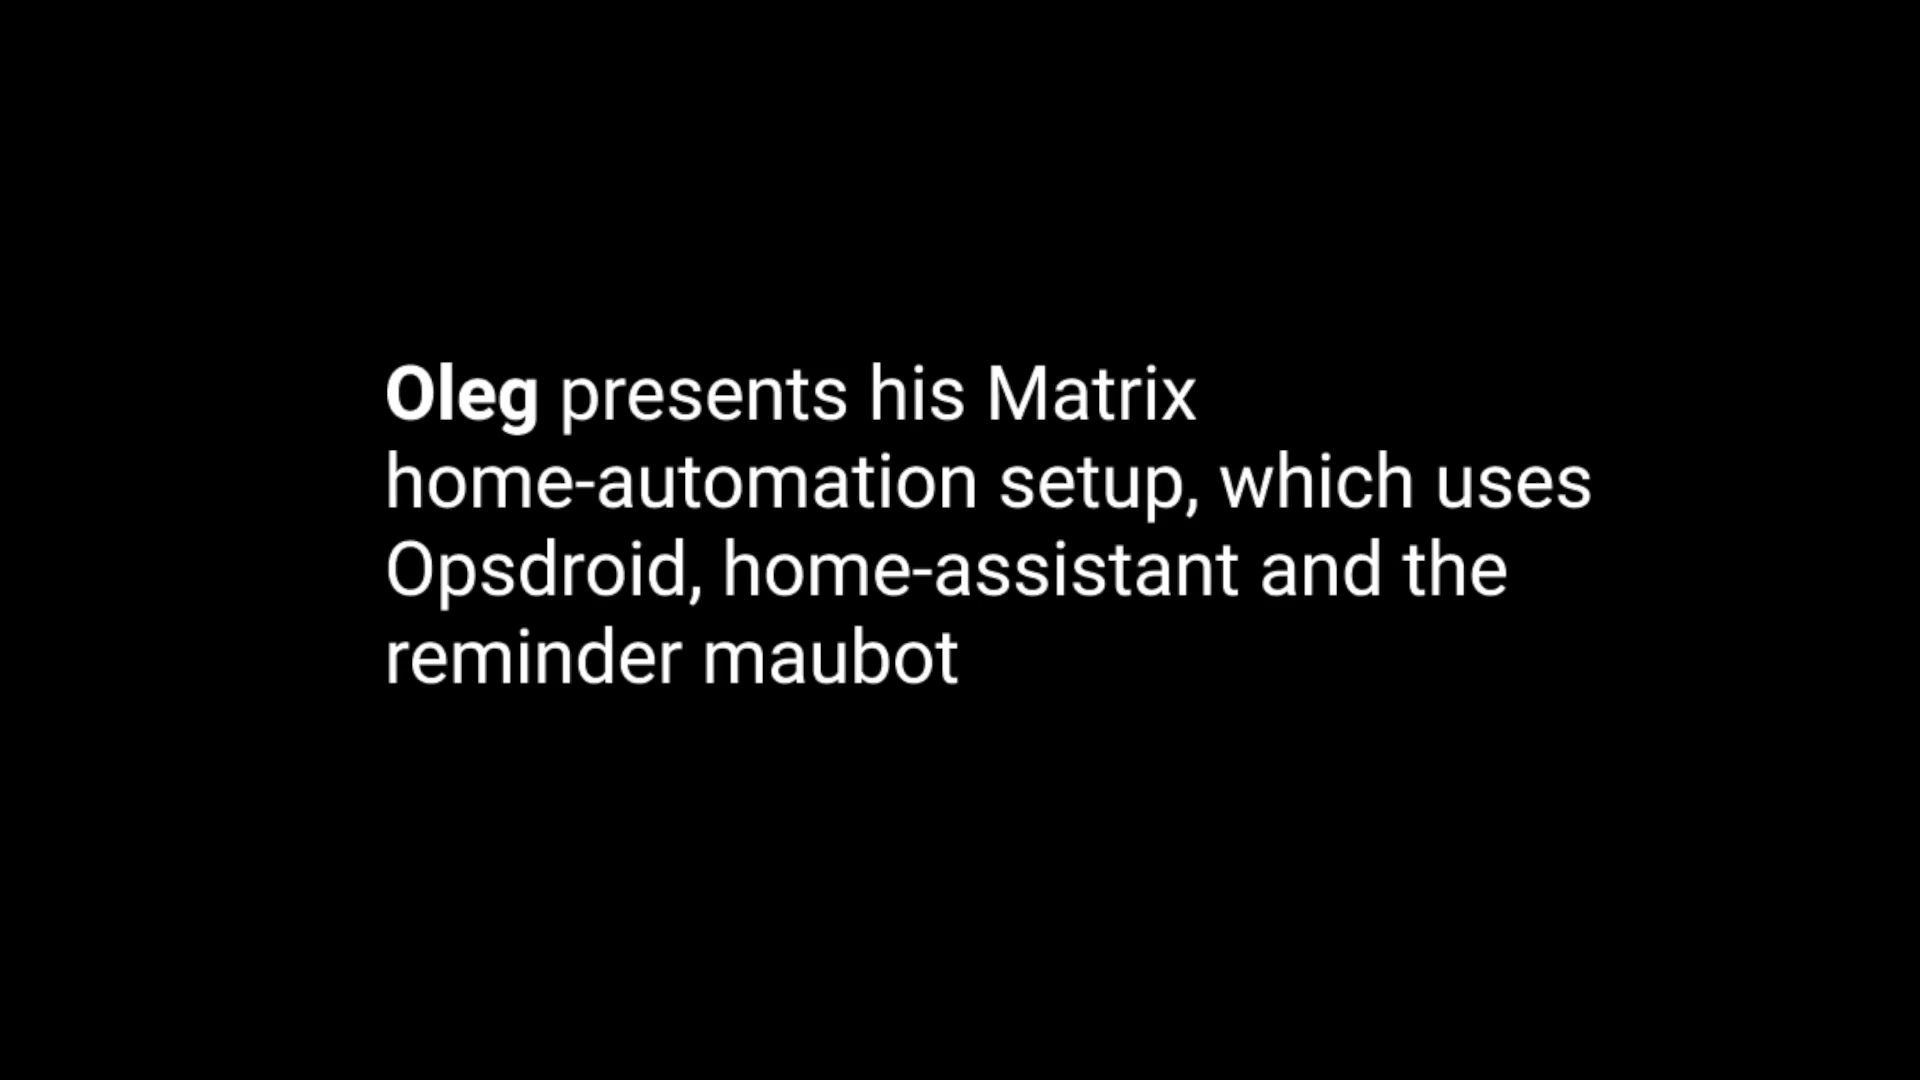 Oleg presents his Matrix
home-automation setup, which uses
Opsdroid, home-assistant and the
reminder maubot